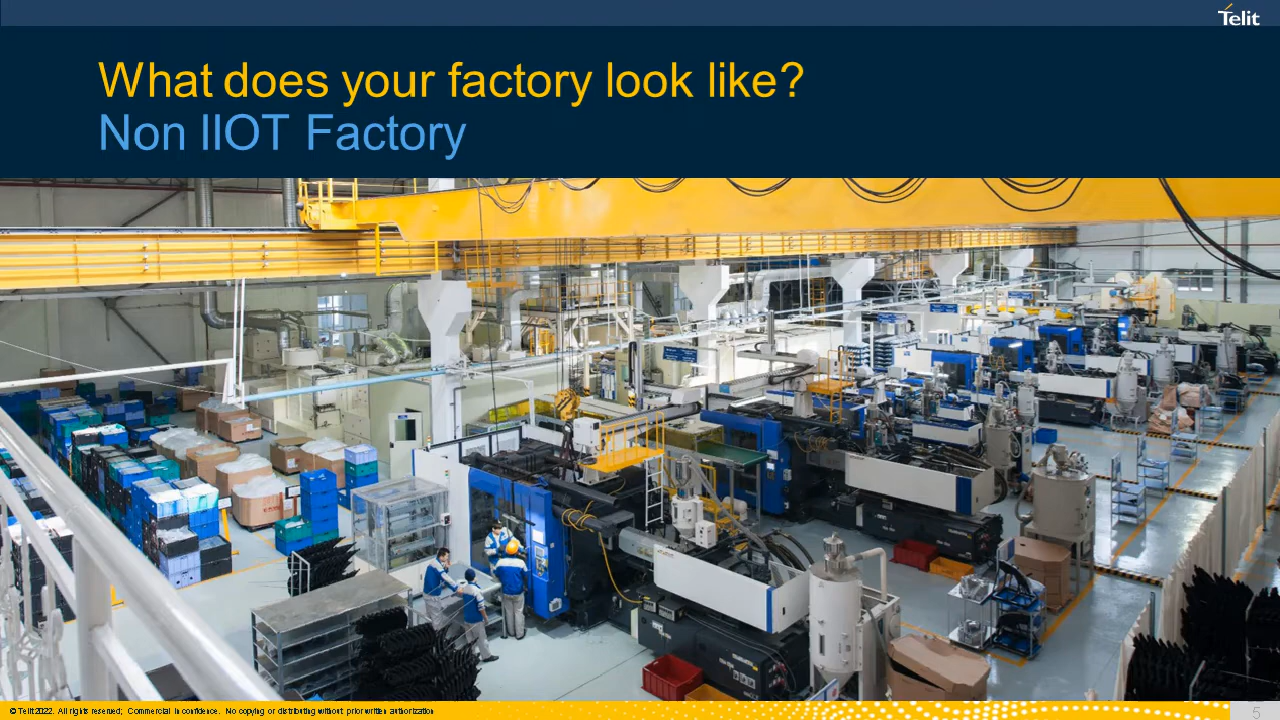 Telit
What does your factory look like?
Non IIOT Factory
© Telit 2022. All rights reserved; Commercial in confidence. No copying or distributing without prior written authorization
5